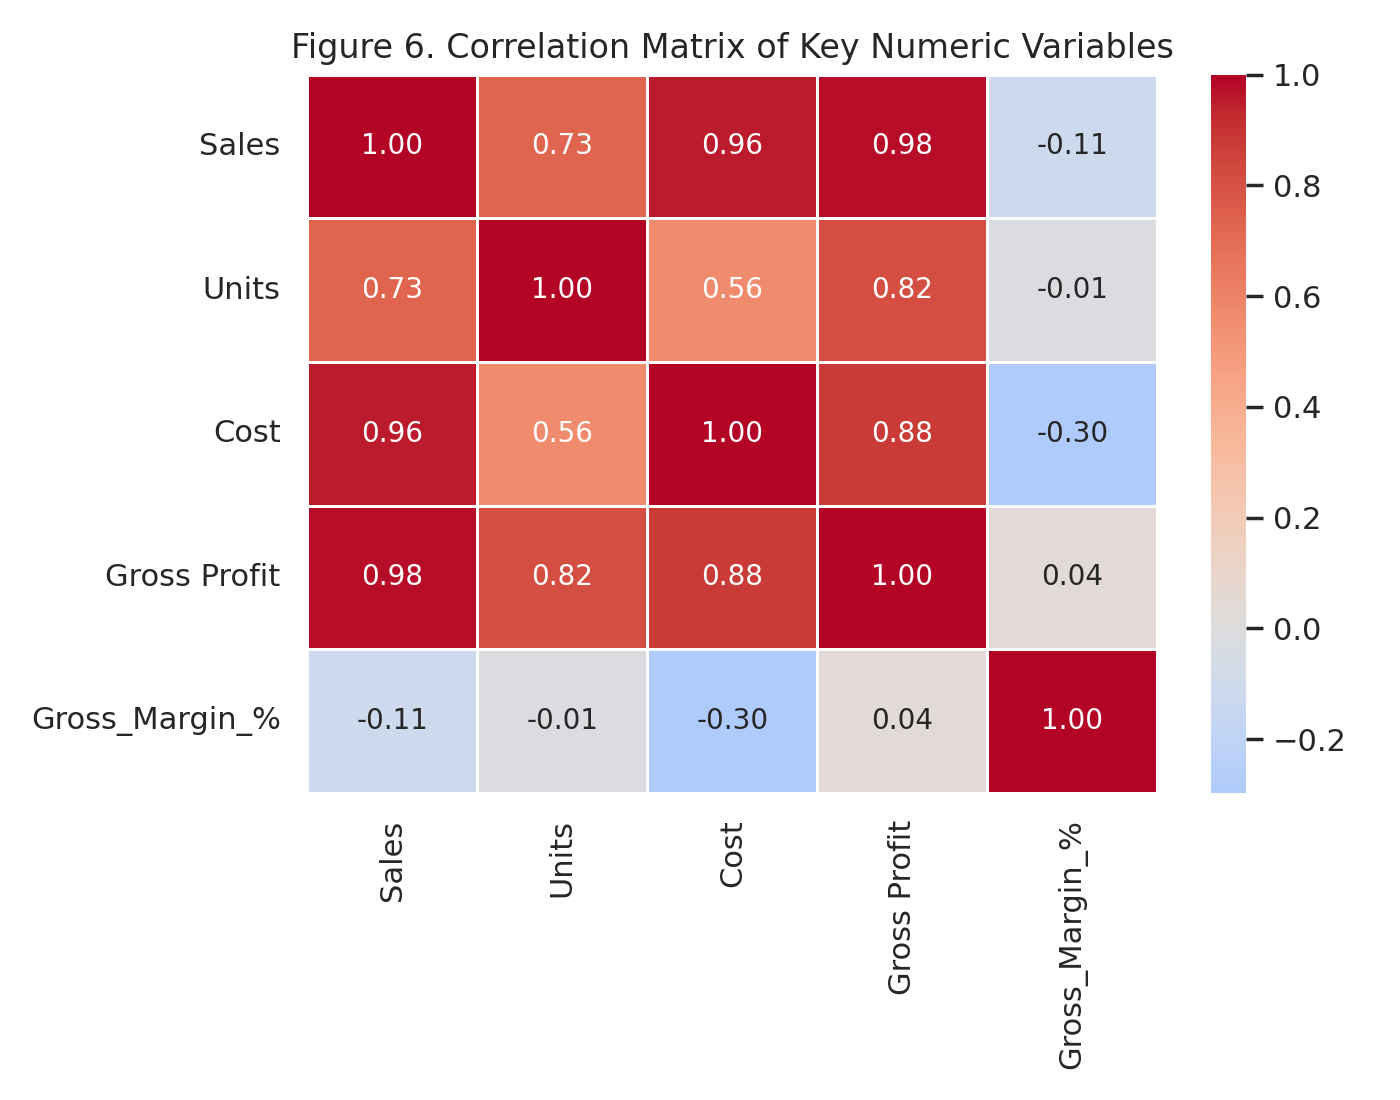 Figure 6. Correlation Matrix of Key Numeric Variables
Sales 1.00 0.73 0.96 0.98 -0.11
Units 0.73 1.00 0.56 0.82 -0.01
Cost 0.96 0.56 1.00 0.88 -0.30
Gross Profit 0.98 0.82 0.88 1.00 0.04
Gross_Margin_% -0.11 -0.01 -0.30 0.04 1.00
Sales
Units
Cost
Gross Profit
Gross_Margin_%
1.0
0.8
0.6
0.4
0.2
0.0
−0.2